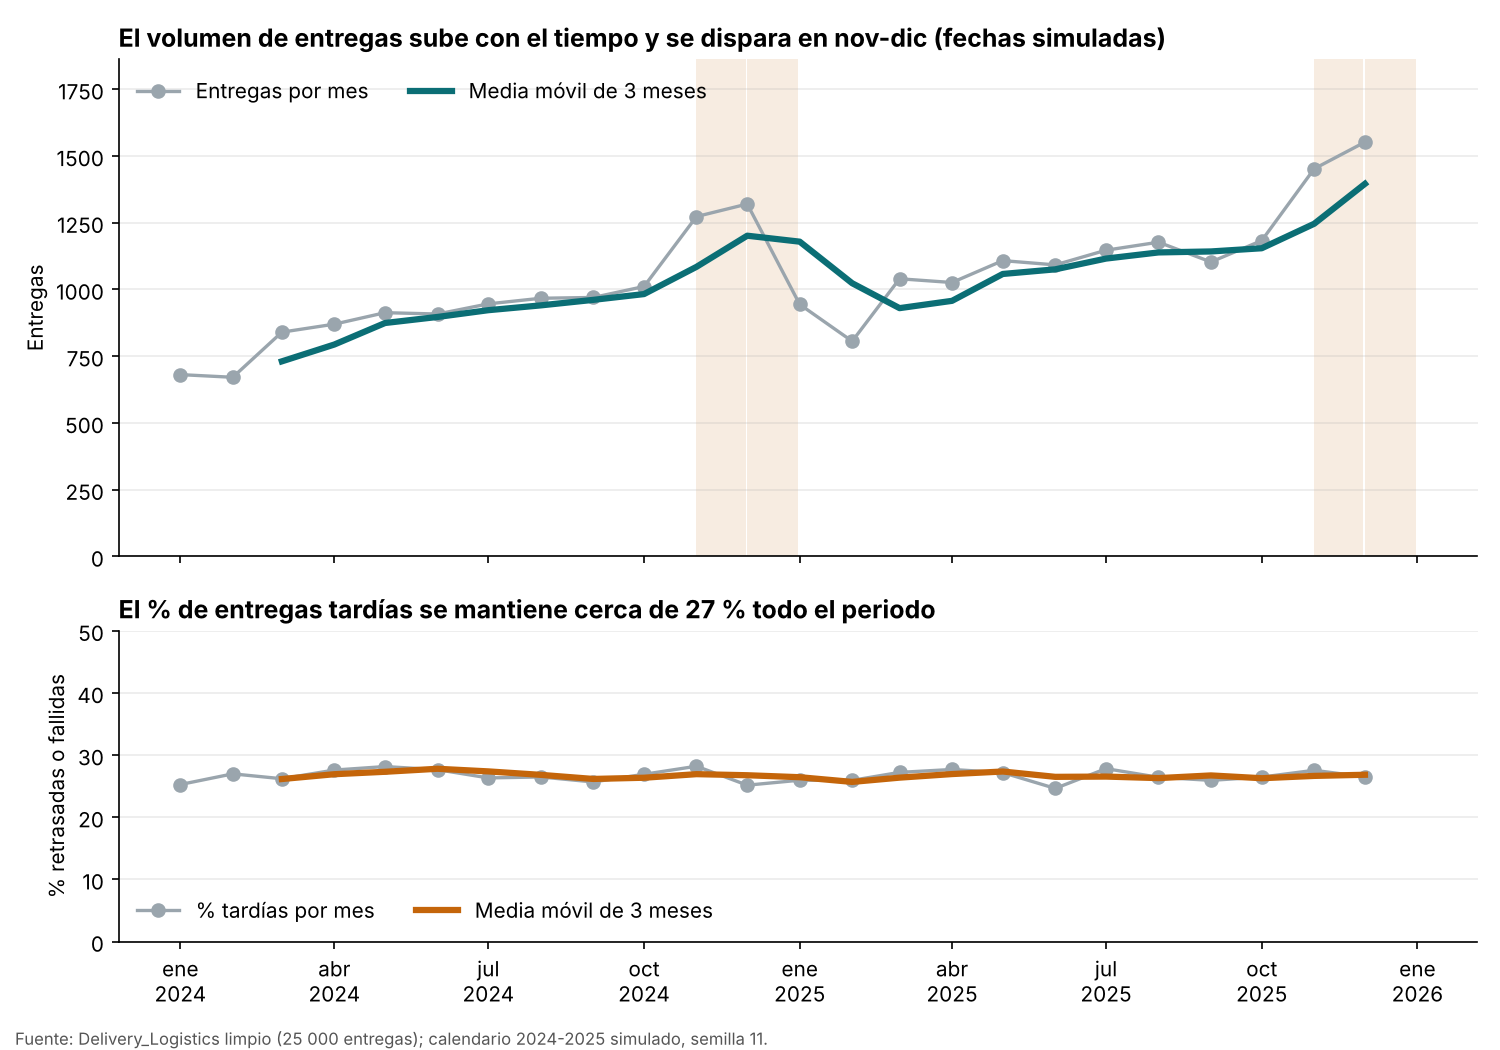 El volumen de entregas sube con el tiempo y se dispara en nov-dic (fechas simuladas)
Entregas por mes
Media móvil de 3 meses
Entregas
1750
1500
1250
1000
750
500
250
0
El % de entregas tardías se mantiene cerca de 27 % todo el periodo
% retrasadas o fallidas
50
40
30
20
10
0
% tardías por mes
Media móvil de 3 meses
ene
2024
abr
2024
jul
2024
oct
2024
ene
2025
abr
2025
jul
2025
oct
2025
ene
2026
Fuente: Delivery_Logistics limpio (25 000 entregas); calendario 2024-2025 simulado, semilla 11.